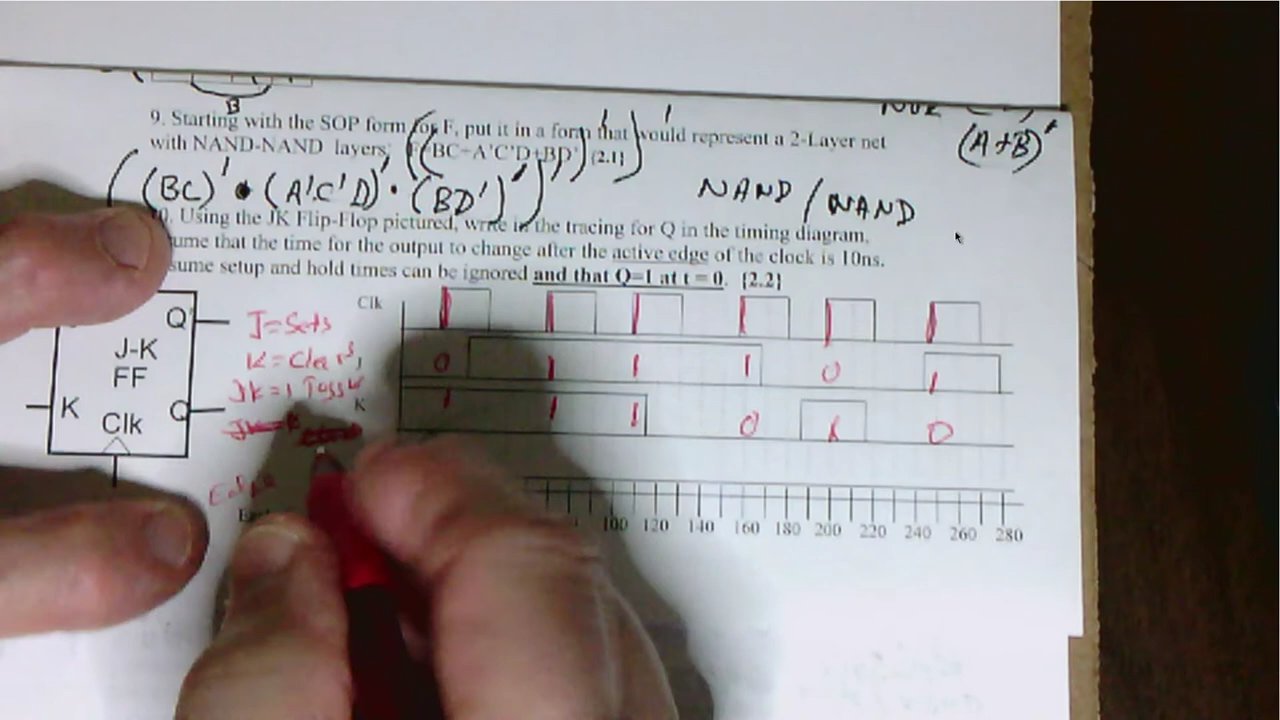 B
(A+B)'
9. Starting with the SOP form for F, put it in a form that would represent a 2-Layer net
with NAND-NAND layers, F(BC+A'C'D+BD') {2.1}
((BC)' • (A'C'D)' • (BD')')'
NAND / NAND
Using the JK Flip-Flop pictured, write in the tracing for Q in the timing diagram,
ume that the time for the output to change after the active edge of the clock is 10ns.
sume setup and hold times can be ignored and that Q=1 at t = 0. {2.2}
Clk
Q
J-K
FF
K
Clk
Q'
J=Sets
K=Clears
JK=1 Toggle
0 1 1 1 0 1
K
1 1 1 0 1 0
100 120 140 160 180 200 220 240 260 280